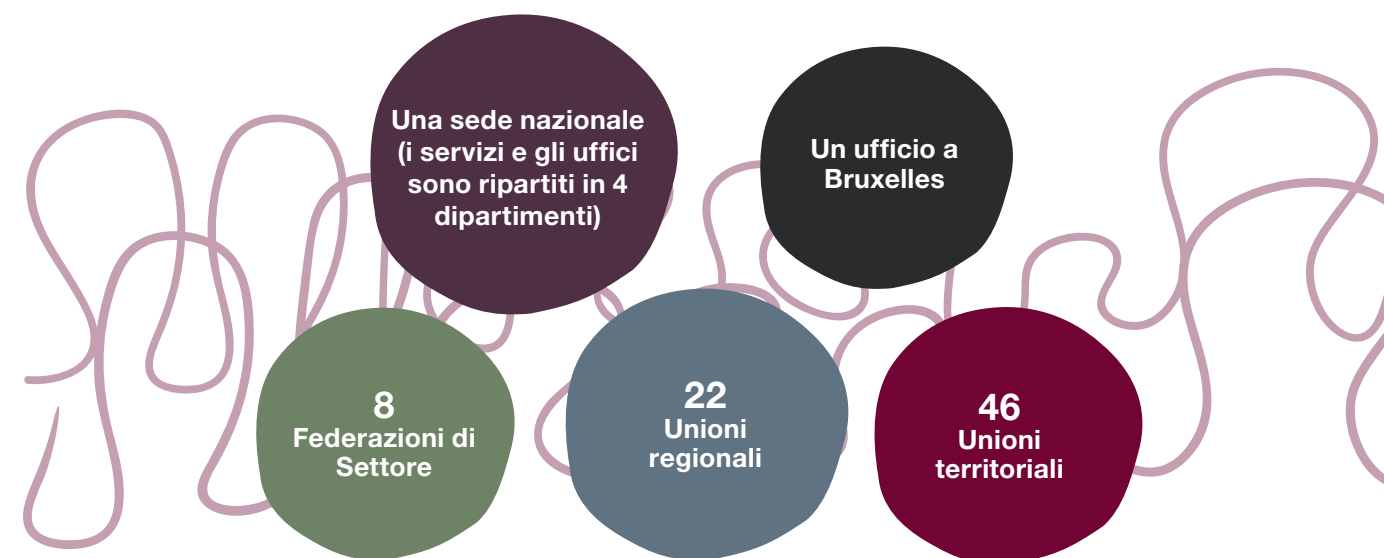 Una sede nazionale
(i servizi e gli uffici
sono ripartiti in 4
dipartimenti)
Un ufficio a
Bruxelles
8
Federazioni di
Settore
22
Unioni
regionali
46
Unioni
territoriali